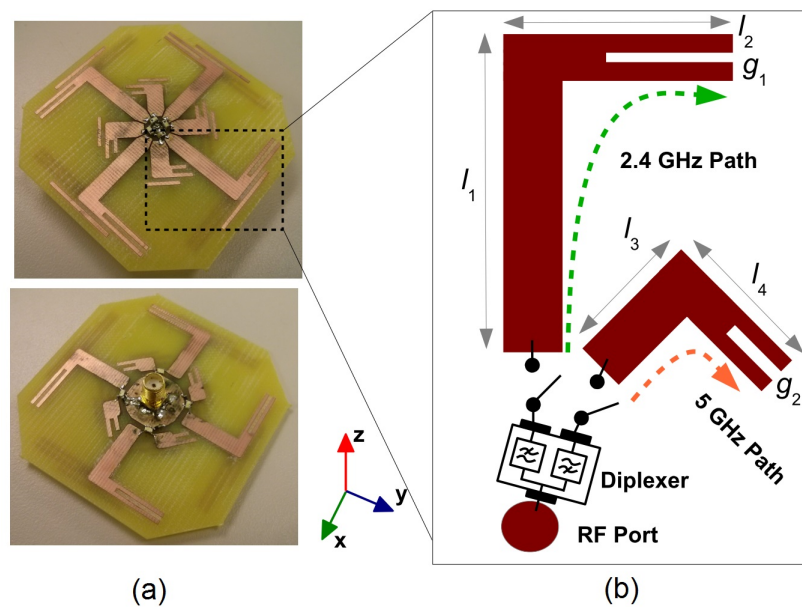 l2
g1
2.4 GHz Path
l1
l3
l4
g2
5 GHz Path
Diplexer
RF Port
z
y
x
(a)
(b)